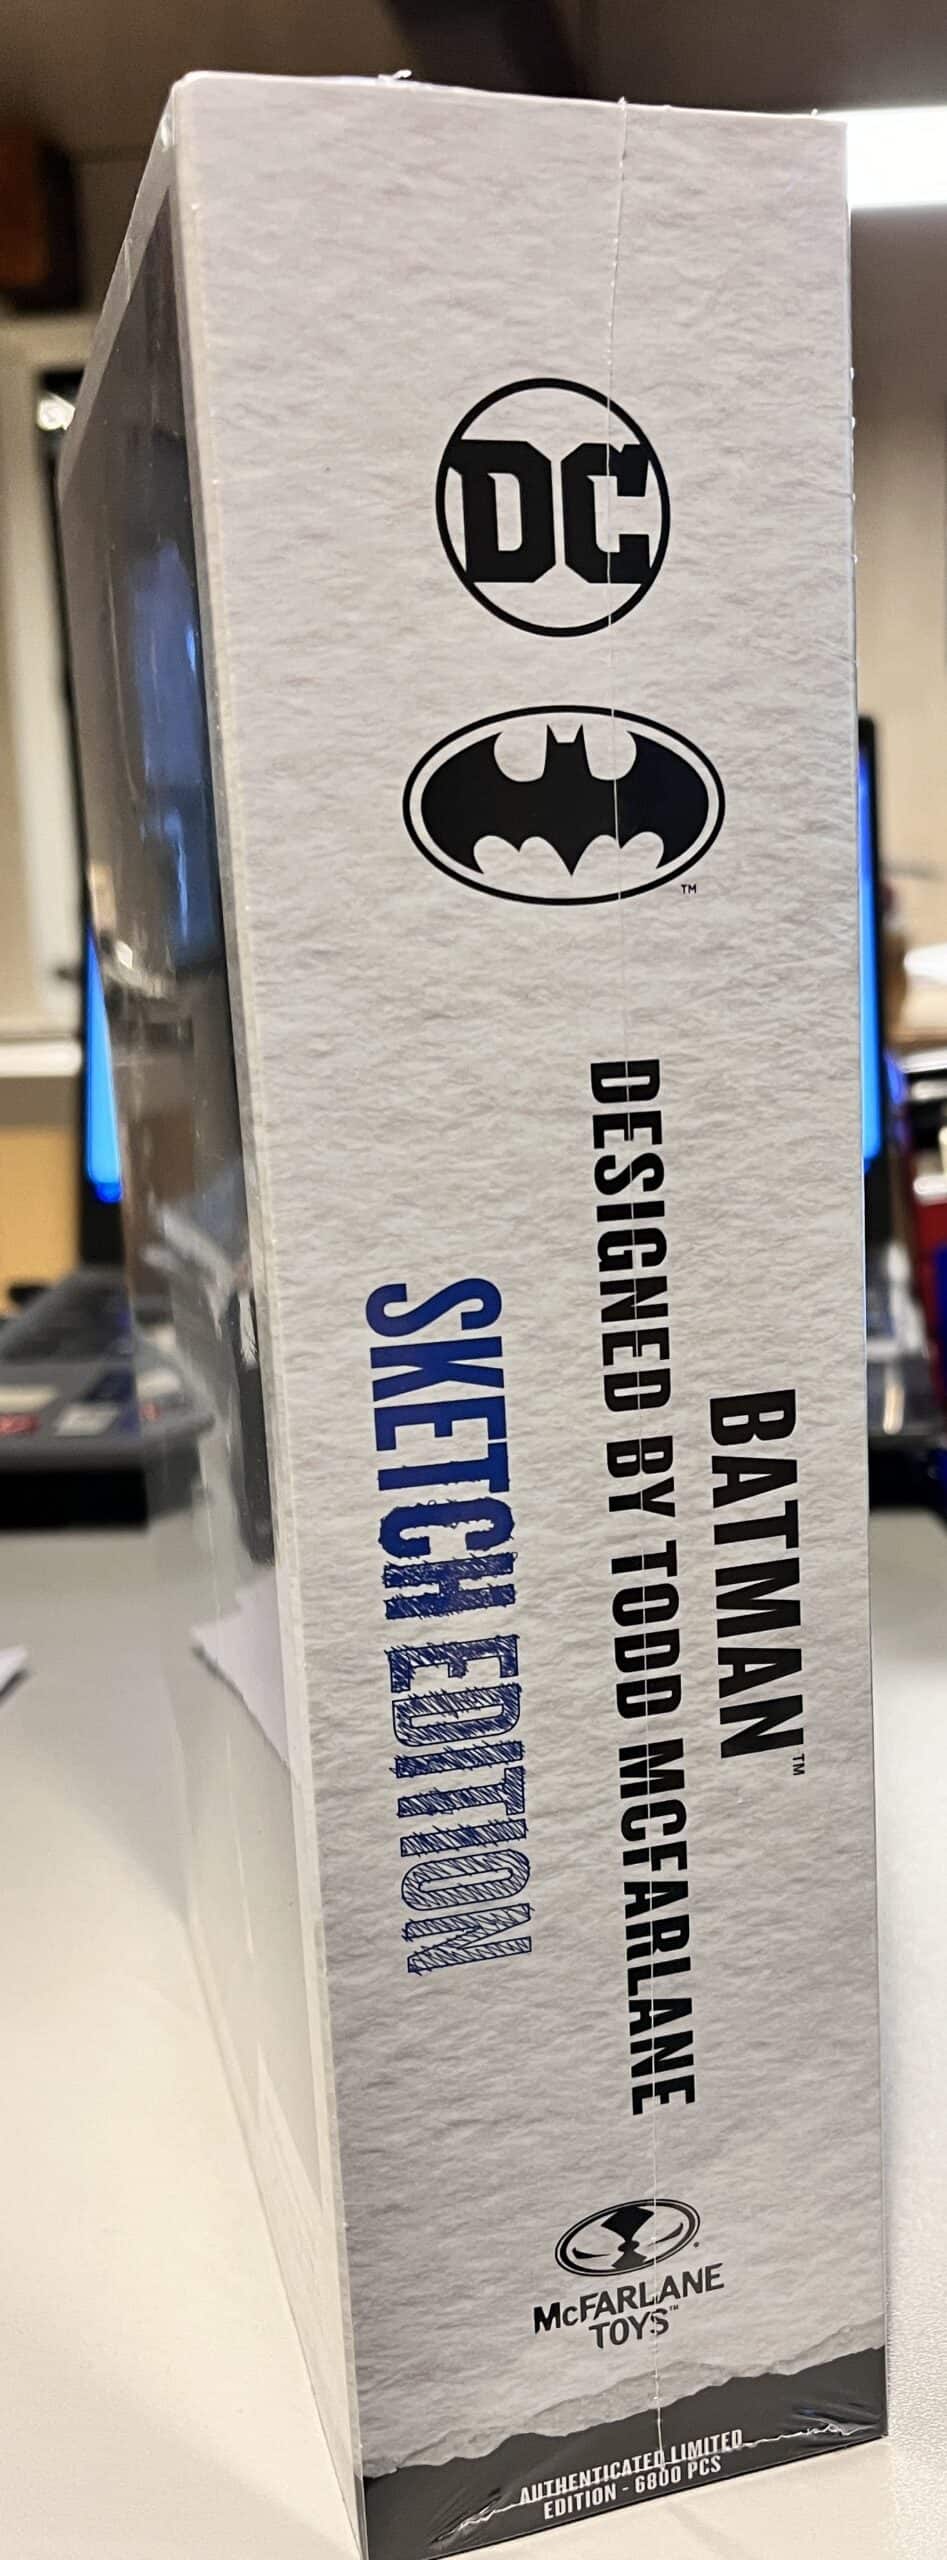 DC
TM
BATMAN™
DESIGNED BY TODD MCFARLANE
SKETCH EDITION
McFARLANE
TOYS™
AUTHENTICATED LIMITED
EDITION - 6800 PCS